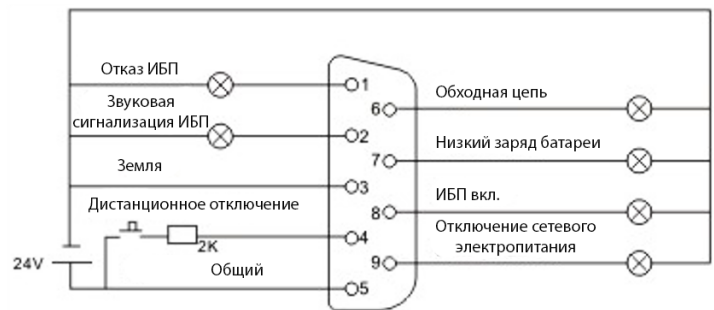 Отказ ИБП
1
Звуковая
сигнализация ИБП
2
Земля
3
Дистанционное отключение
2K
4
24V
Общий
5
6
Обходная цепь
7
Низкий заряд батареи
8
ИБП вкл.
9
Отключение сетевого
электропитания